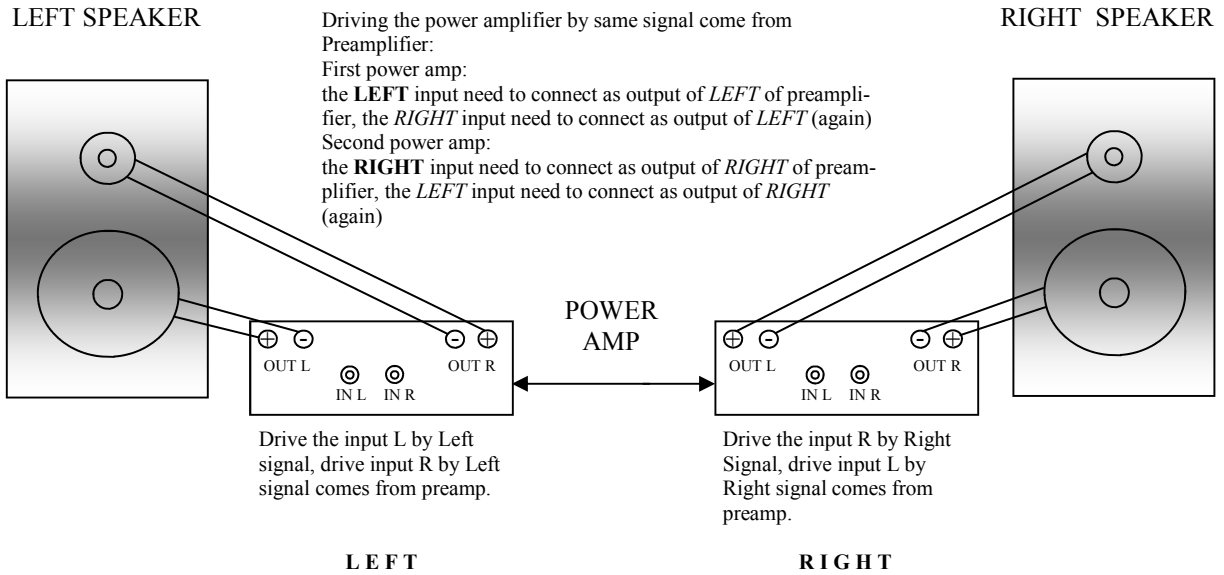 LEFT SPEAKER
Driving the power amplifier by same signal come from
Preamplifier:
First power amp:
the LEFT input need to connect as output of LEFT of preampli-
fier, the RIGHT input need to connect as output of LEFT (again)
Second power amp:
the RIGHT input need to connect as output of RIGHT of pream-
plifier, the LEFT input need to connect as output of RIGHT
(again)
RIGHT SPEAKER
POWER
AMP
+ - - +
OUT L OUT R
IN L IN R
+ - - +
OUT L OUT R
IN L IN R
Drive the input L by Left
signal, drive input R by Left
signal comes from preamp.
Drive the input R by Right
Signal, drive input L by
Right signal comes from
preamp.
L E F T
R I G H T